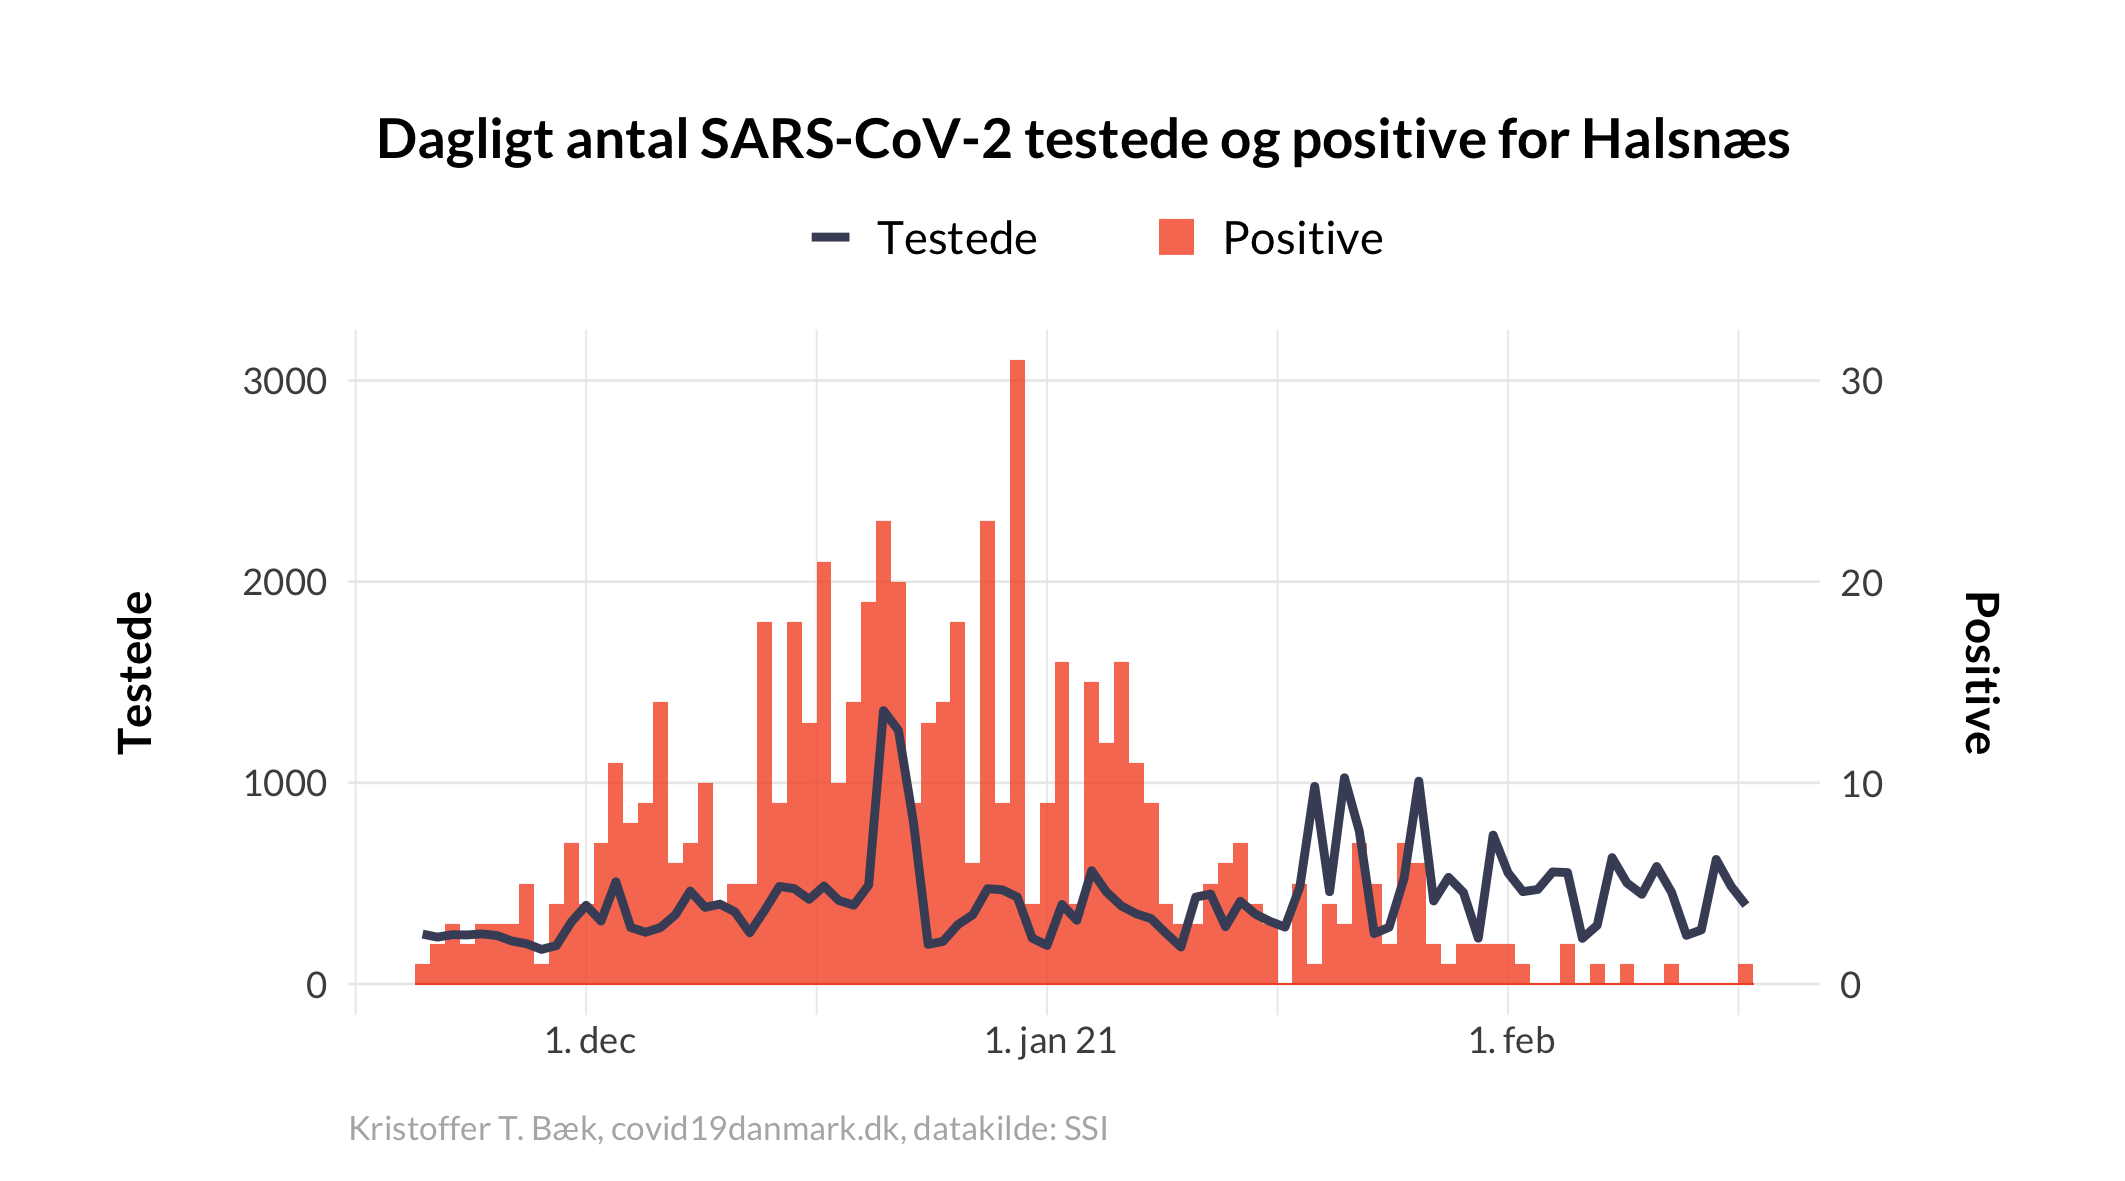 Dagligt antal SARS-CoV-2 testede og positive for Halsnæs
Testede Positive
3000 30
2000 20
1000 10
0 0
Testede
Positive
1. dec 1. jan 21 1. feb
Kristoffer T. Bæk, covid19danmark.dk, datakilde: SSI